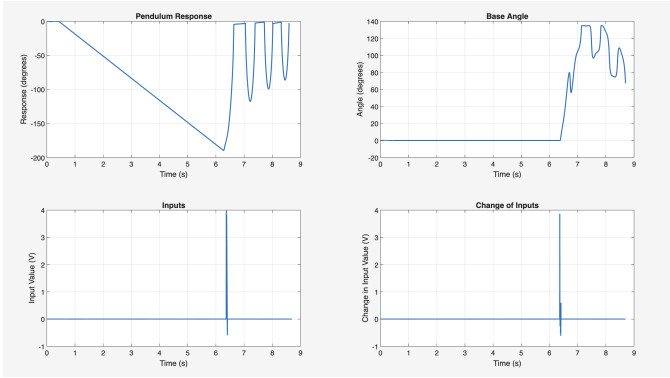 Pendulum Response
Response (degrees)
0
-50
-100
-150
-200
0 1 2 3 4 5 6 7 8 9
Time (s)
Base Angle
Angle (degrees)
140
120
100
80
60
40
20
0
-20
0 1 2 3 4 5 6 7 8 9
Time (s)
Inputs
Input Value (V)
4
3
2
1
0
-1
0 1 2 3 4 5 6 7 8 9
Time (s)
Change of Inputs
Change in Input Value (V)
4
3
2
1
0
-1
0 1 2 3 4 5 6 7 8 9
Time (s)